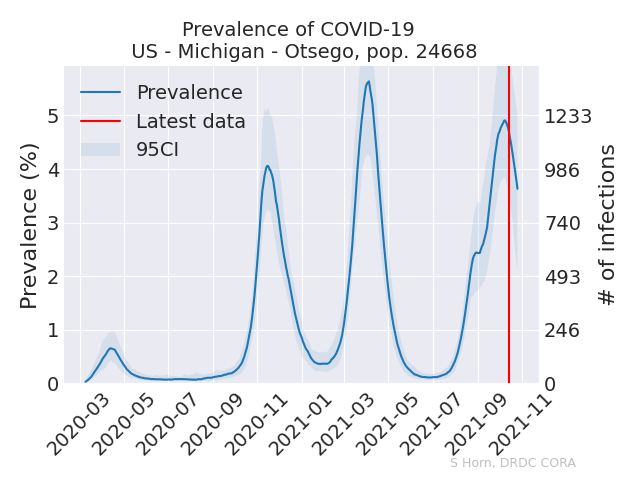 Prevalence of COVID-19
US - Michigan - Otsego, pop. 24668
Prevalence
Latest data
95CI
Prevalence (%)
5
4
3
2
1
0
1233
986
740
493
246
0
# of infections
2020-03
2020-05
2020-07
2020-09
2020-11
2021-01
2021-03
2021-05
2021-07
2021-09
2021-11
S Horn, DRDC CORA